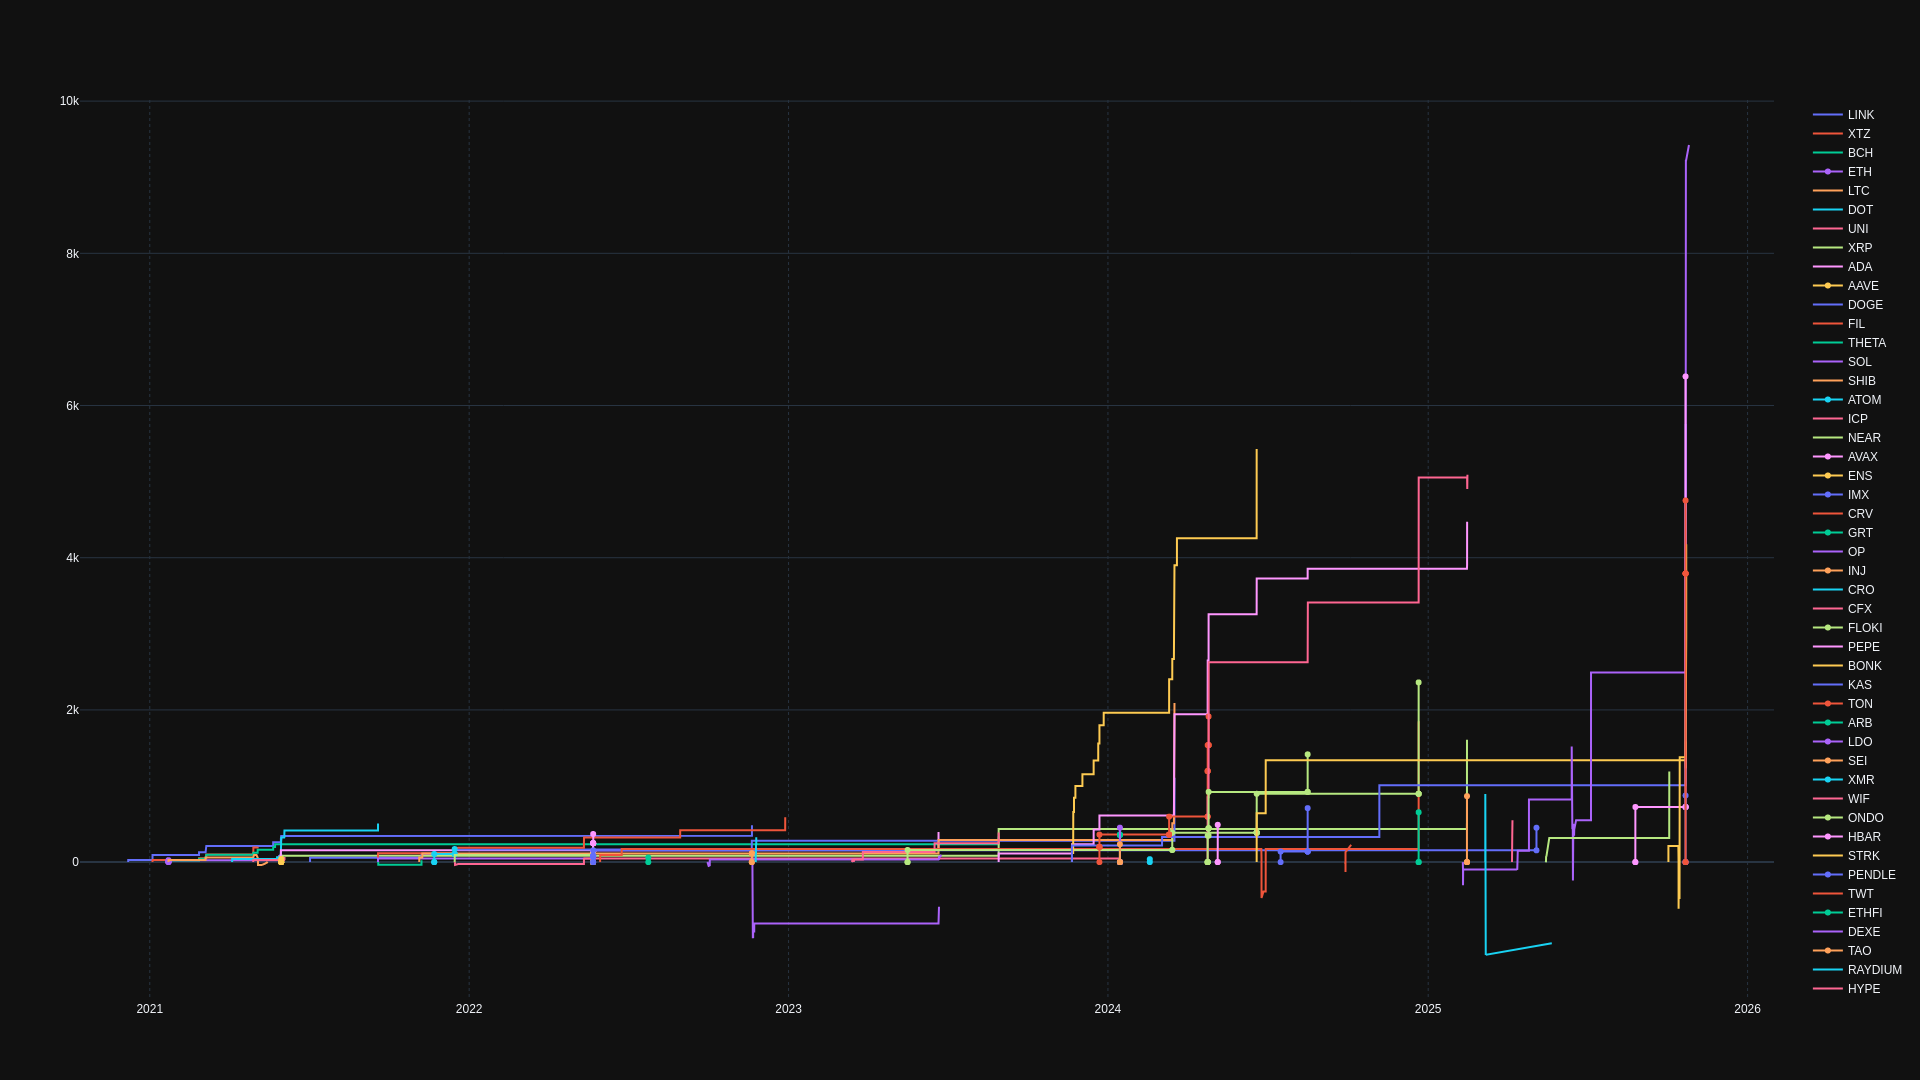 10k
8k
6k
4k
2k
0
2021
2022
2023
2024
2025
2026
LINK
XTZ
BCH
ETH
LTC
DOT
UNI
XRP
ADA
AAVE
DOGE
FIL
THETA
SOL
SHIB
ATOM
ICP
NEAR
AVAX
ENS
IMX
CRV
GRT
OP
INJ
CRO
CFX
FLOKI
PEPE
BONK
KAS
TON
ARB
LDO
SEI
XMR
WIF
ONDO
HBAR
STRK
PENDLE
TWT
ETHFI
DEXE
TAO
RAYDIUM
HYPE